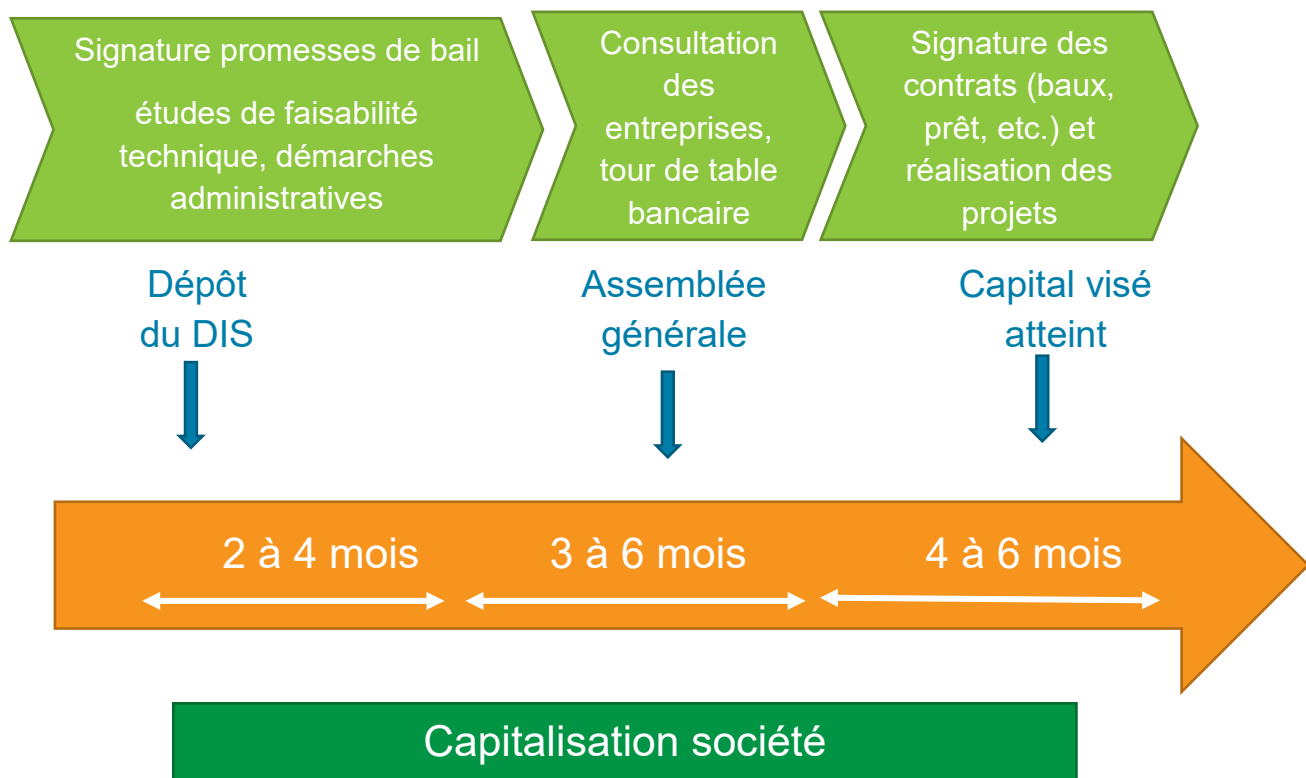 Signature promesses de bail
études de faisabilité
technique, démarches
administratives
Consultation
des
entreprises,
tour de table
bancaire
Signature des
contrats (baux,
prêt, etc.) et
réalisation des
projets
Dépôt
du DIS
Assemblée
générale
Capital visé
atteint
2 à 4 mois
3 à 6 mois
4 à 6 mois
Capitalisation société